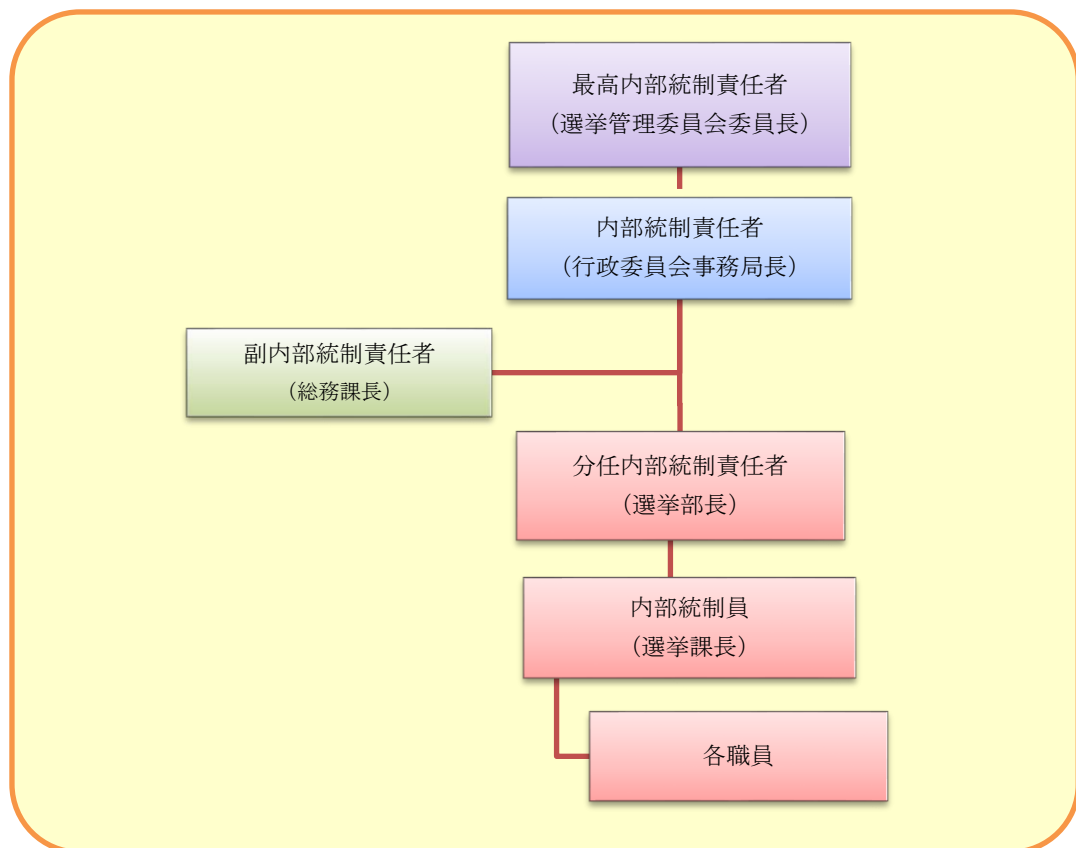 最高内部統制責任者
（選挙管理委員会委員長）
内部統制責任者
（行政委員会事務局長）
副内部統制責任者
（総務課長）
分任内部統制責任者
（選挙部長）
内部統制員
（選挙課長）
各職員